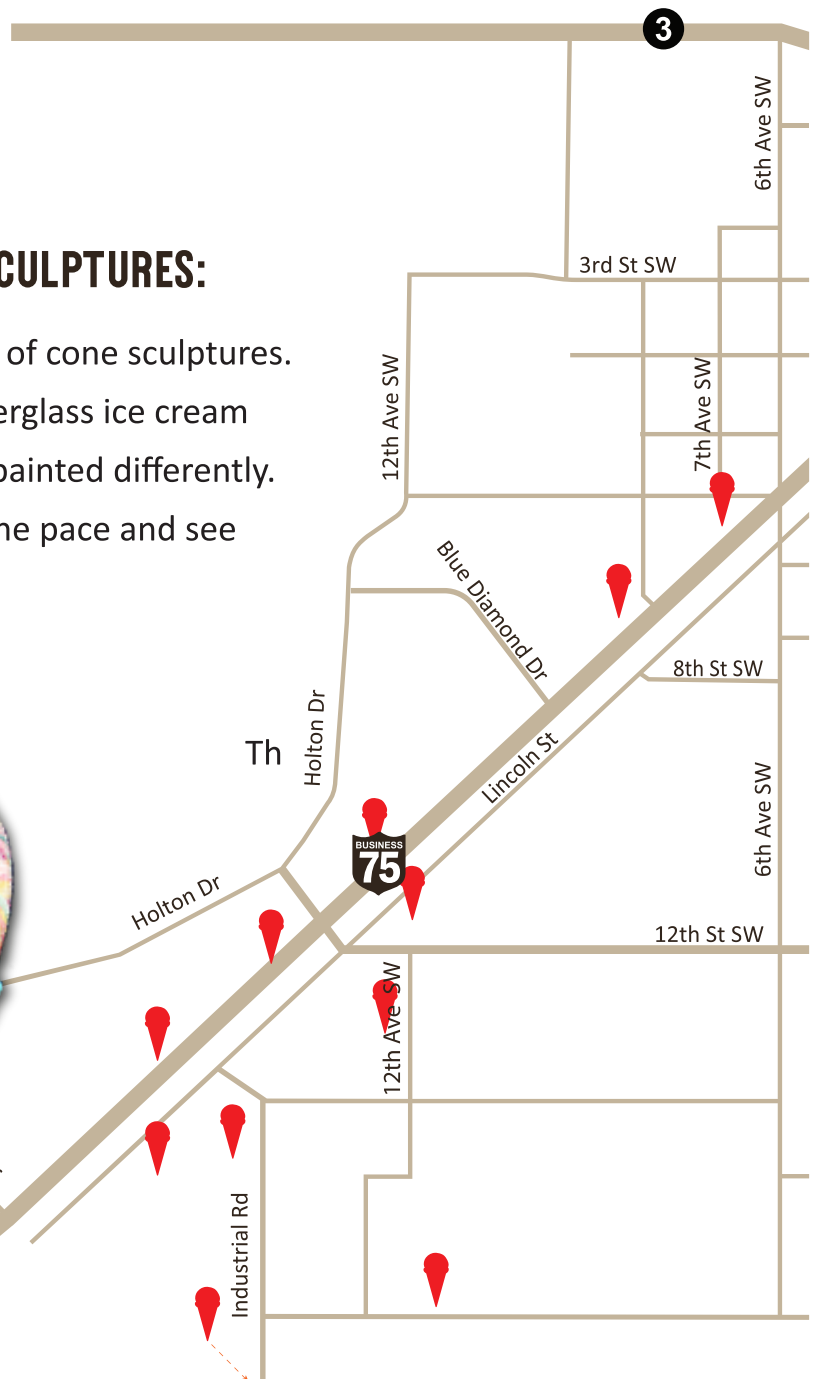 3
6th Ave SW
CULPTURES:
3rd St SW
of cone sculptures.
erglass ice cream
12th Ave SW
7th Ave SW
painted differently.
ne pace and see
Blue Diamond Dr
8th St SW
Holton Dr
Th
Lincoln St
6th Ave SW
BUSINESS
75
Holton Dr
12th St SW
12th Ave SW
Industrial Rd